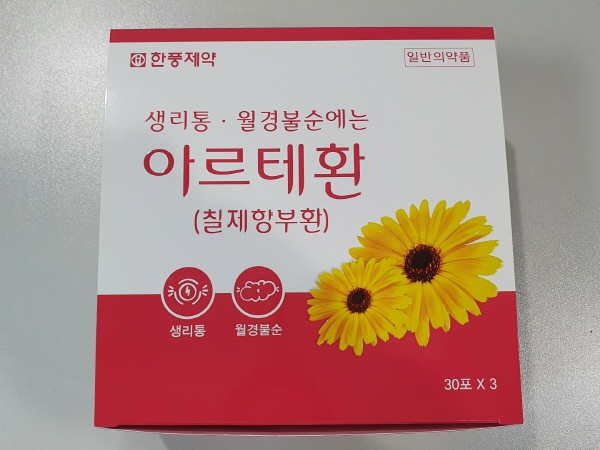 한풍제약
일반의약품
생리통 · 월경불순에는
아르테환
(칠제향부환)
생리통
월경불순
30포 X 3